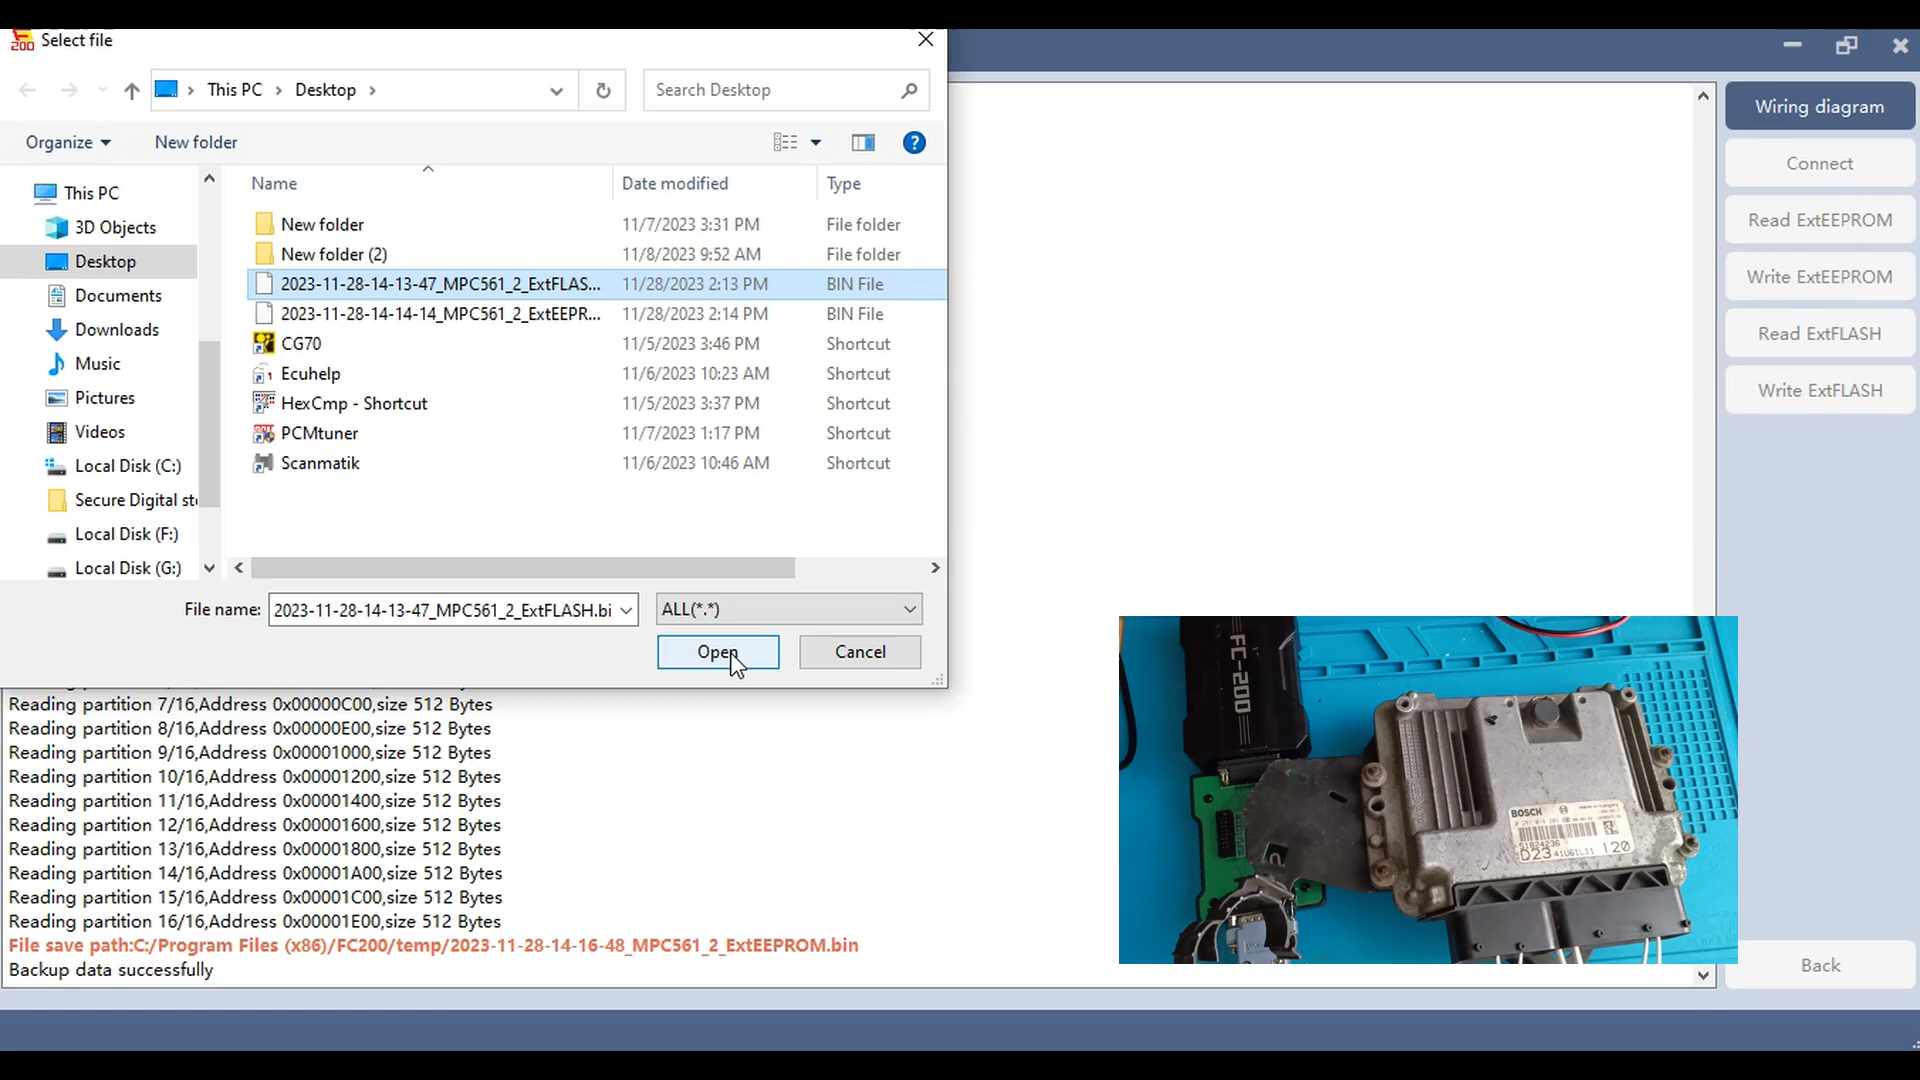 200 Select file
This PC > Desktop >
Search Desktop
Organize
New folder
Name
Date modified
Type
This PC
3D Objects
Desktop
Documents
Downloads
Music
Pictures
Videos
Local Disk (C:)
Secure Digital sto
Local Disk (F:)
Local Disk (G:)
New folder 11/7/2023 3:31 PM File folder
New folder (2) 11/8/2023 9:52 AM File folder
2023-11-28-14-13-47_MPC561_2_ExtFLAS... 11/28/2023 2:13 PM BIN File
2023-11-28-14-14-14_MPC561_2_ExtEEPR... 11/28/2023 2:14 PM BIN File
CG70 11/5/2023 3:46 PM Shortcut
Ecuhelp 11/6/2023 10:23 AM Shortcut
HexCmp - Shortcut 11/5/2023 3:37 PM Shortcut
PCMtuner 11/7/2023 1:17 PM Shortcut
Scanmatik 11/6/2023 10:46 AM Shortcut
File name: 2023-11-28-14-13-47_MPC561_2_ExtFLASH.bi
ALL(*.*)
Open
Cancel
Reading partition 7/16,Address 0x00000C00,size 512 Bytes
Reading partition 8/16,Address 0x00000E00,size 512 Bytes
Reading partition 9/16,Address 0x00001000,size 512 Bytes
Reading partition 10/16,Address 0x00001200,size 512 Bytes
Reading partition 11/16,Address 0x00001400,size 512 Bytes
Reading partition 12/16,Address 0x00001600,size 512 Bytes
Reading partition 13/16,Address 0x00001800,size 512 Bytes
Reading partition 14/16,Address 0x00001A00,size 512 Bytes
Reading partition 15/16,Address 0x00001C00,size 512 Bytes
Reading partition 16/16,Address 0x00001E00,size 512 Bytes
File save path:C:/Program Files (x86)/FC200/temp/2023-11-28-14-16-48_MPC561_2_ExtEEPROM.bin
Backup data successfully
Wiring diagram
Connect
Read ExtEEPROM
Write ExtEEPROM
Read ExtFLASH
Write ExtFLASH
Back
FC-200
BOSCH
51824236
D23 41U61L11 120